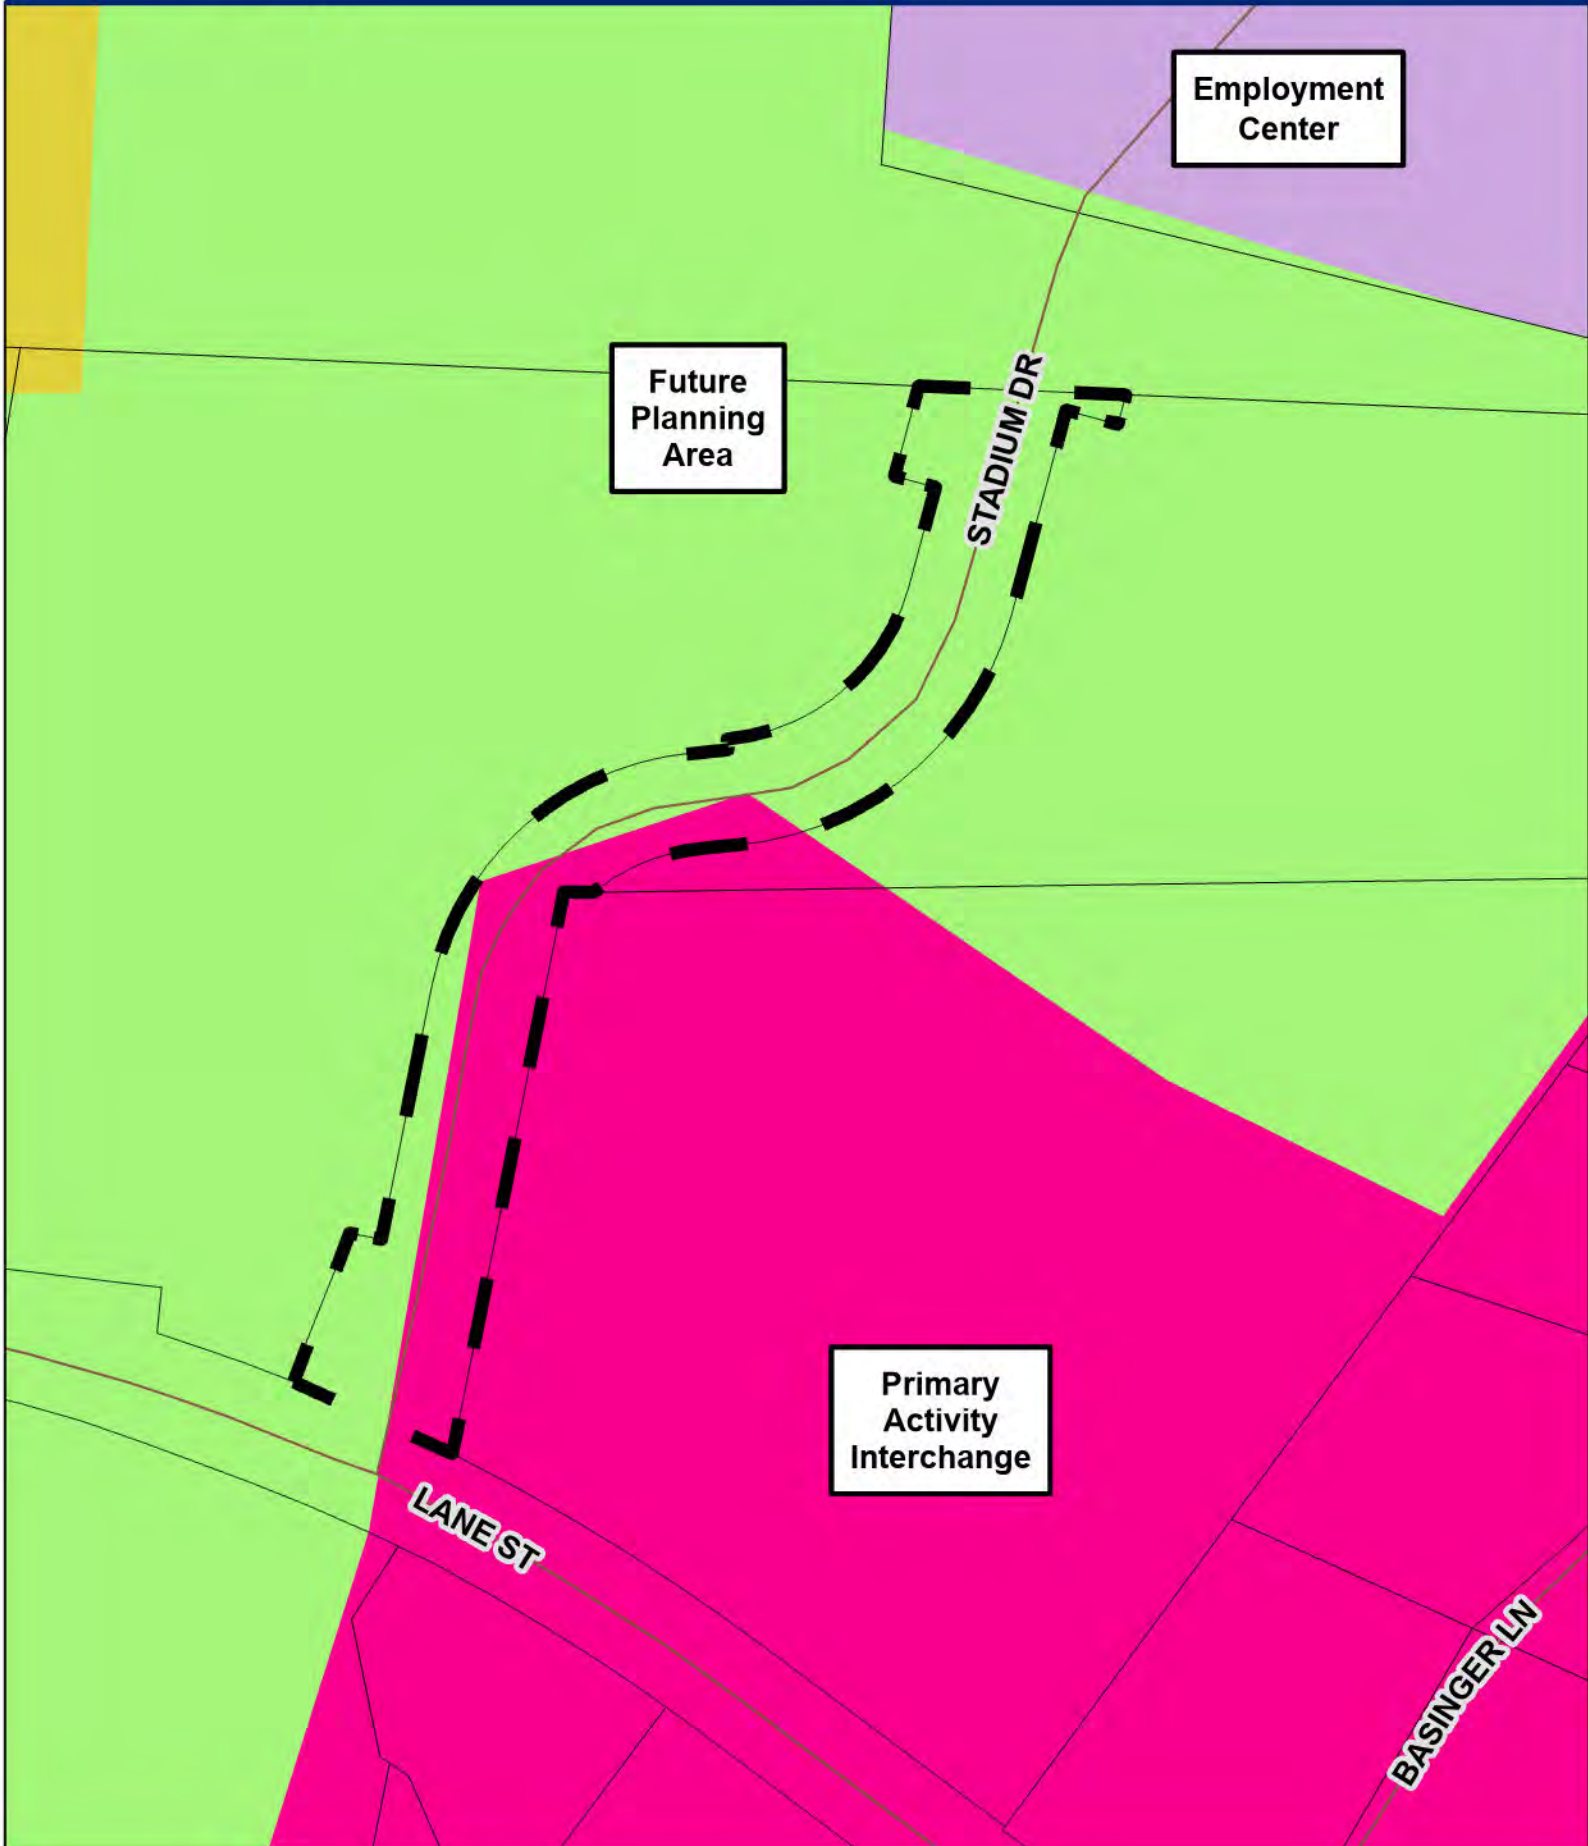 Employment
Center
Future
Planning
Area
STADIUM DR
Primary
Activity
Interchange
LANE ST
BASINGER LN